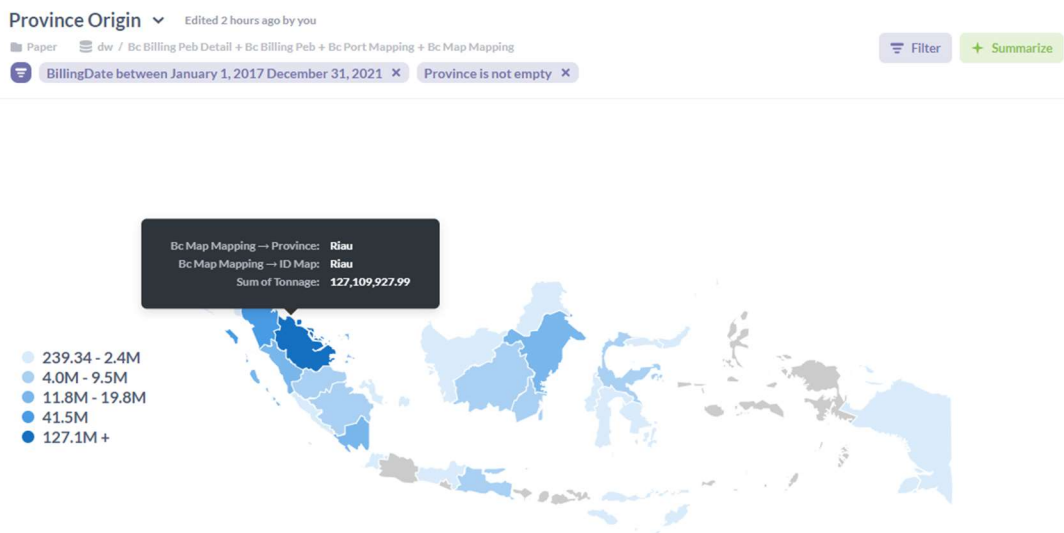 Province Origin Edited 2 hours ago by you
Paper dw / Bc Billing Peb Detail + Bc Billing Peb + Bc Port Mapping + Bc Map Mapping
Filter + Summarize
BillingDate between January 1, 2017 December 31, 2021 × Province is not empty ×
Bc Map Mapping → Province: Riau
Bc Map Mapping → ID Map: Riau
Sum of Tonnage: 127,109,927.99
239.34 - 2.4M
4.0M - 9.5M
11.8M - 19.8M
41.5M
127.1M +